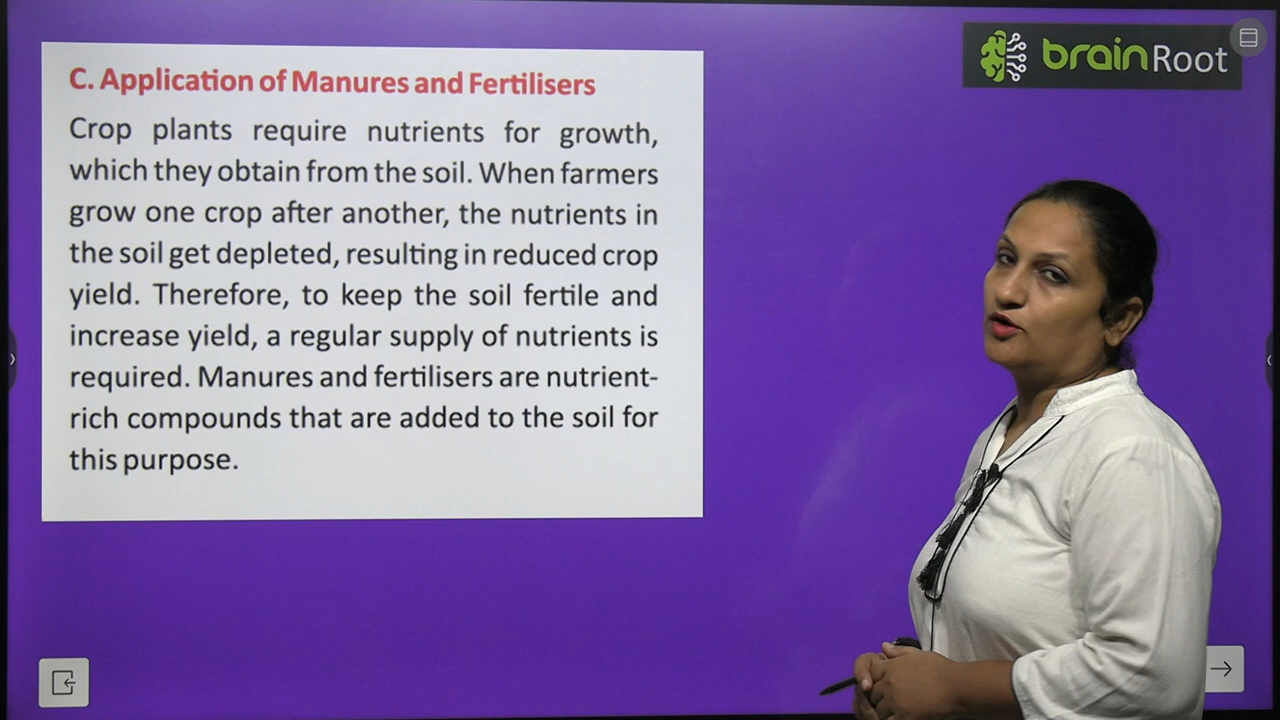 C. Application of Manures and Fertilisers
Crop plants require nutrients for growth,
which they obtain from the soil. When farmers
grow one crop after another, the nutrients in
the soil get depleted, resulting in reduced crop
yield. Therefore, to keep the soil fertile and
increase yield, a regular supply of nutrients is
required. Manures and fertilisers are nutrient-
rich compounds that are added to the soil for
this purpose.
brainRoot